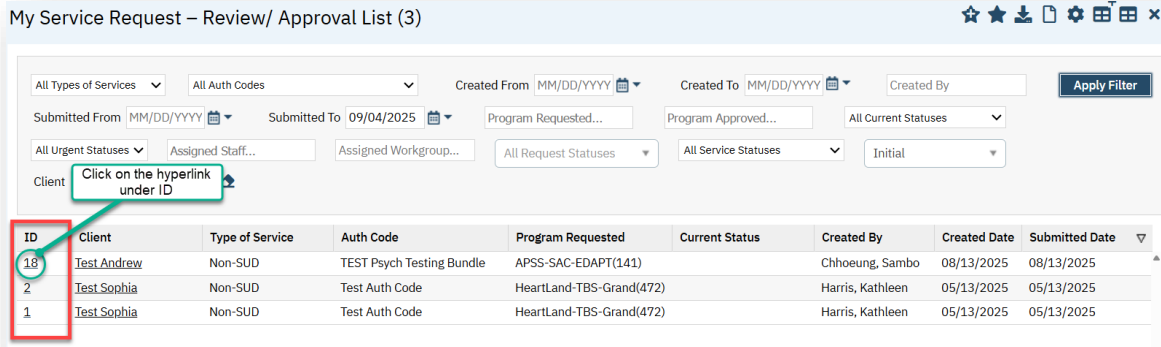 My Service Request – Review/ Approval List (3)
All Types of Services All Auth Codes Created From MM/DD/YYYY Created To MM/DD/YYYY Created By Apply Filter
Submitted From MM/DD/YYYY Submitted To 09/04/2025 Program Requested... Program Approved... All Current Statuses
All Urgent Statuses Assigned Staff... Assigned Workgroup... All Request Statuses All Service Statuses Initial
Client
Click on the hyperlink
under ID
ID Client Type of Service Auth Code Program Requested Current Status Created By Created Date Submitted Date
18 Test Andrew Non-SUD TEST Psych Testing Bundle APSS-SAC-EDAPT(141) Chhoeung, Sambo 08/13/2025 08/13/2025
2 Test Sophia Non-SUD Test Auth Code HeartLand-TBS-Grand(472) Harris, Kathleen 05/13/2025 05/13/2025
1 Test Sophia Non-SUD Test Auth Code HeartLand-TBS-Grand(472) Harris, Kathleen 05/13/2025 05/13/2025